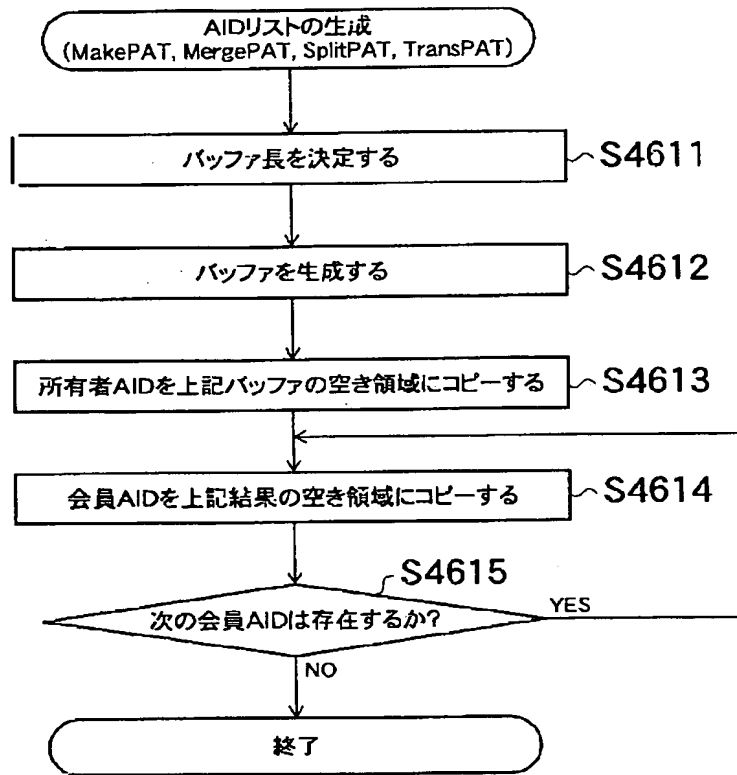 AIDリストの生成
(MakePAT, MergePAT, SplitPAT, TransPAT)
バッファ長を決定する
S4611
バッファを生成する
S4612
所有者AIDを上記バッファの空き領域にコピーする
S4613
会員AIDを上記結果の空き領域にコピーする
S4614
S4615
次の会員AIDは存在するか?
YES
NO
終了